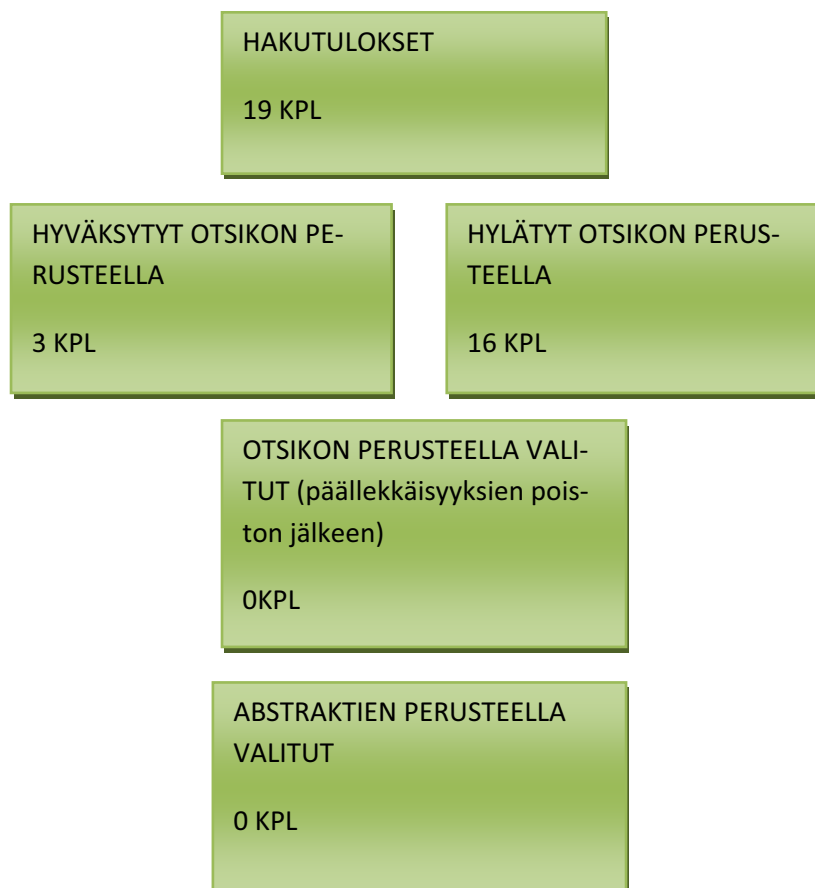 HAKUTULOKSET
19 KPL
HYVÄKSYTYT OTSIKON PE-
RUSTEELLA
3 KPL
HYLÄTYT OTSIKON PERUS-
TEELLA
16 KPL
OTSIKON PERUSTEELLA VALI-
TUT (päällekkäisyyksien pois-
ton jälkeen)
0KPL
ABSTRAKTIEN PERUSTEELLA
VALITUT
0 KPL